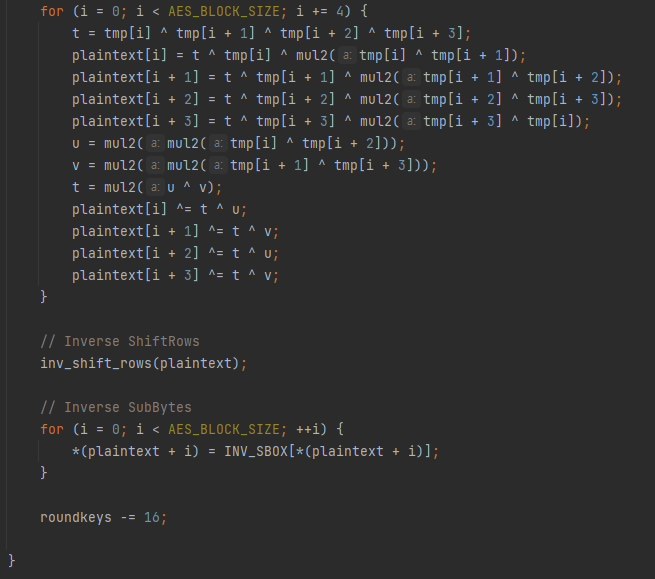 for (i = 0; i < AES_BLOCK_SIZE; i += 4) {
t = tmp[i] ^ tmp[i + 1] ^ tmp[i + 2] ^ tmp[i + 3];
plaintext[i] = t ^ tmp[i] ^ mul2( a: tmp[i] ^ tmp[i + 1]);
plaintext[i + 1] = t ^ tmp[i + 1] ^ mul2( a: tmp[i + 1] ^ tmp[i + 2]);
plaintext[i + 2] = t ^ tmp[i + 2] ^ mul2( a: tmp[i + 2] ^ tmp[i + 3]);
plaintext[i + 3] = t ^ tmp[i + 3] ^ mul2( a: tmp[i + 3] ^ tmp[i]);
u = mul2( a: mul2( a: tmp[i] ^ tmp[i + 2]));
v = mul2( a: mul2( a: tmp[i + 1] ^ tmp[i + 3]));
t = mul2( a: u ^ v);
plaintext[i] ^= t ^ u;
plaintext[i + 1] ^= t ^ v;
plaintext[i + 2] ^= t ^ u;
plaintext[i + 3] ^= t ^ v;
}
// Inverse ShiftRows
inv_shift_rows(plaintext);
// Inverse SubBytes
for (i = 0; i < AES_BLOCK_SIZE; ++i) {
*(plaintext + i) = INV_SBOX[*(plaintext + i)];
}
roundkeys -= 16;
}